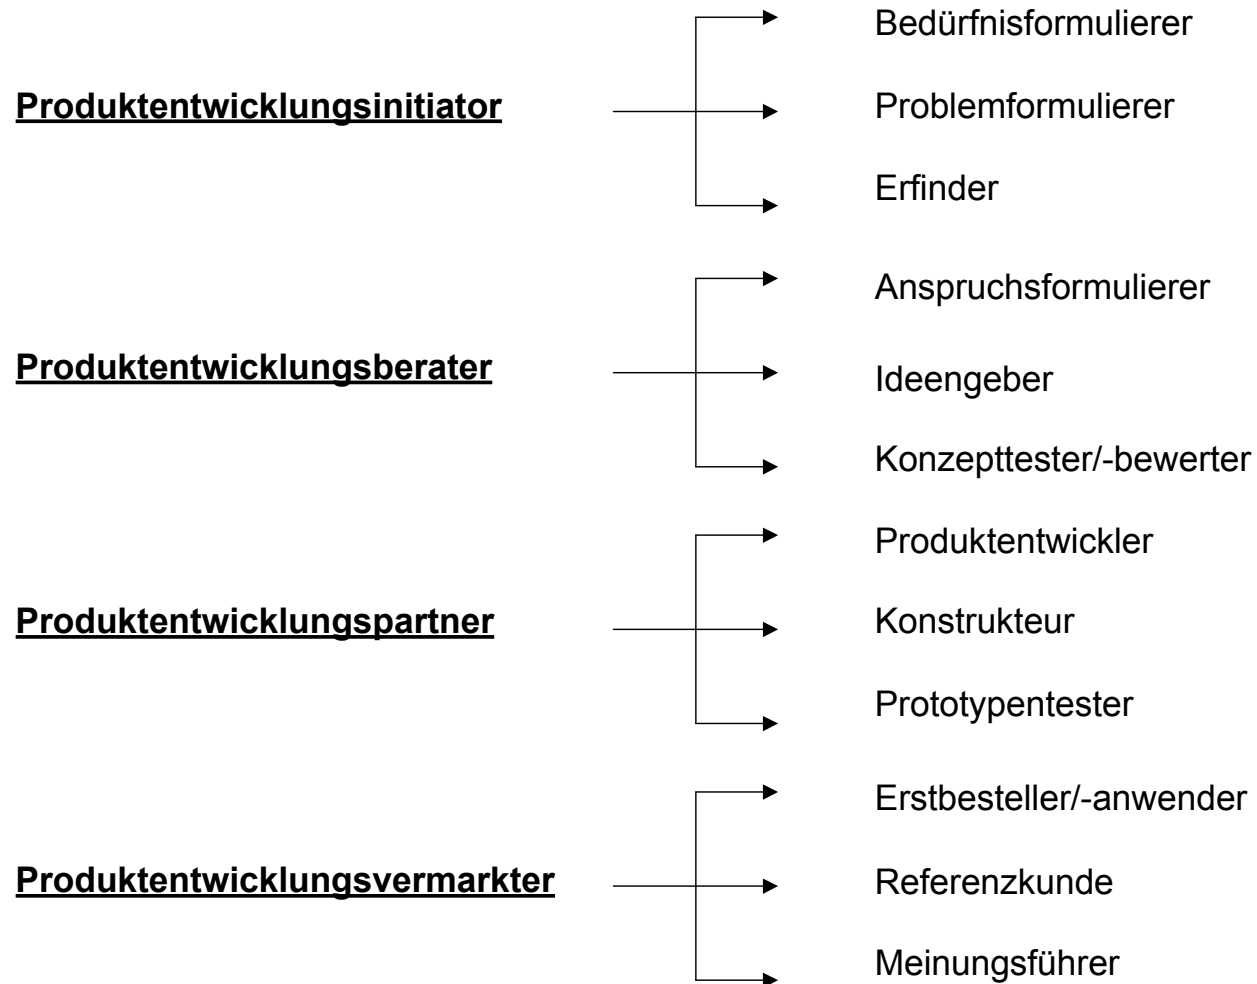 Bedürfnisformulierer
Produktentwicklungsinitiator
Problemformulierer
Erfinder
Anspruchsformulierer
Produktentwicklungsberater
Ideengeber
Konzepttester/-bewerter
Produktentwickler
Produktentwicklungspartner
Konstrukteur
Prototypentester
Erstbesteller/-anwender
Produktentwicklungsvermarkter
Referenzkunde
Meinungsführer